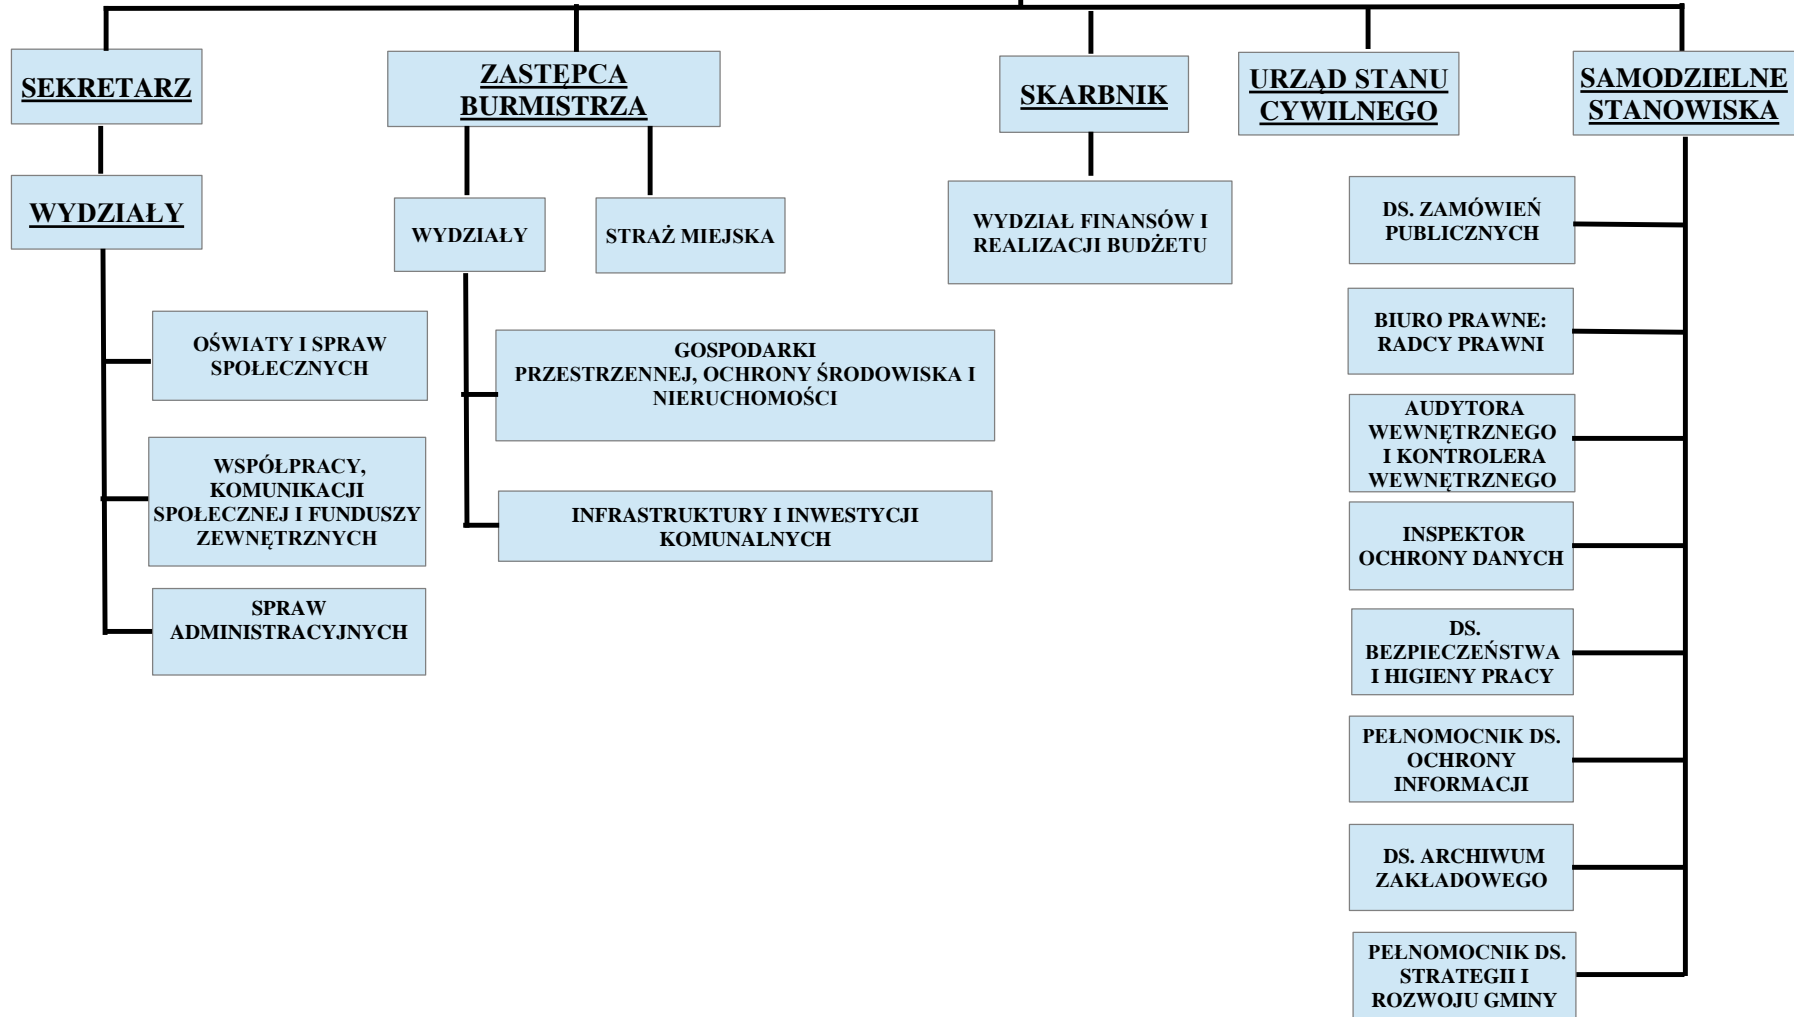 SEKRETARZ
ZASTĘPCA
BURMISTRZA
SKARBNIK
URZĄD STANU
CYWILNEGO
SAMODZIELNE
STANOWISKA
WYDZIAŁY
OŚWIATY I SPRAW
SPOŁECZNYCH
WSPÓŁPRACY,
KOMUNIKACJI
SPOŁECZNEJ I FUNDUSZY
ZEWNĘTRZNYCH
SPRAW
ADMINISTRACYJNYCH
WYDZIAŁY
STRAŻ MIEJSKA
GOSPODARKI
PRZESTRZENNEJ, OCHRONY ŚRODOWISKA I
NIERUCHOMOŚCI
INFRASTRUKTURY I INWESTYCJI
KOMUNALNYCH
WYDZIAŁ FINANSÓW I
REALIZACJI BUDŻETU
DS. ZAMÓWIEŃ
PUBLICZNYCH
BIURO PRAWNE:
RADCY PRAWNI
AUDYTORA
WEWNĘTRZNEGO
I KONTROLERA
WEWNĘTRZNEGO
INSPEKTOR
OCHRONY DANYCH
DS.
BEZPIECZEŃSTWA
I HIGIENY PRACY
PEŁNOMOCNIK DS.
OCHRONY
INFORMACJI
DS. ARCHIWUM
ZAKŁADOWEGO
PEŁNOMOCNIK DS.
STRATEGII I
ROZWOJU GMINY